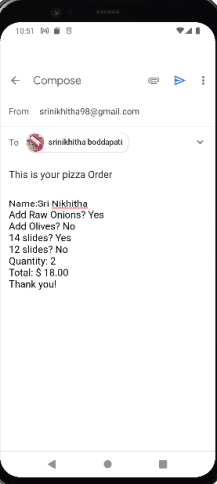 10:51
Compose
From srinikhitha98@gmail.com
To srinikhitha boddapati
This is your pizza Order
Name:Sri Nikhitha
Add Raw Onions? Yes
Add Olives? No
14 slides? Yes
12 slides? No
Quantity: 2
Total: $ 18.00
Thank you!